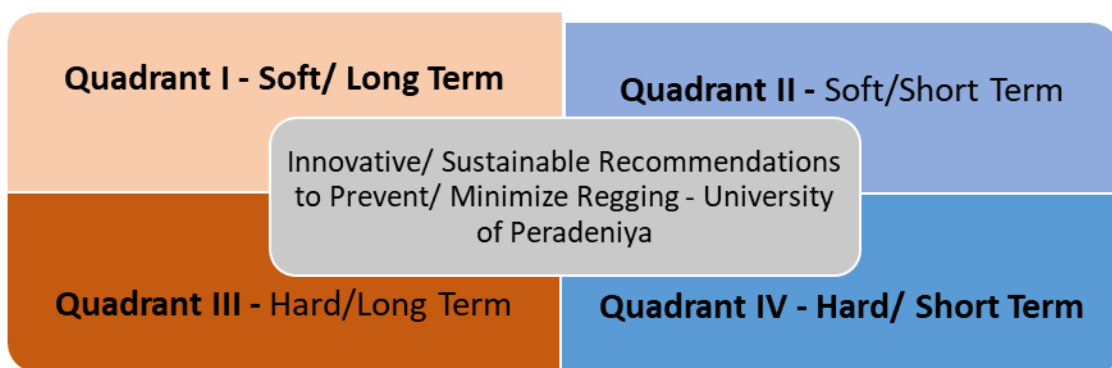 Quadrant I - Soft/ Long Term
Quadrant II - Soft/Short Term
Innovative/ Sustainable Recommendations
to Prevent/ Minimize Regging - University
of Peradeniya
Quadrant III - Hard/Long Term
Quadrant IV - Hard/ Short Term